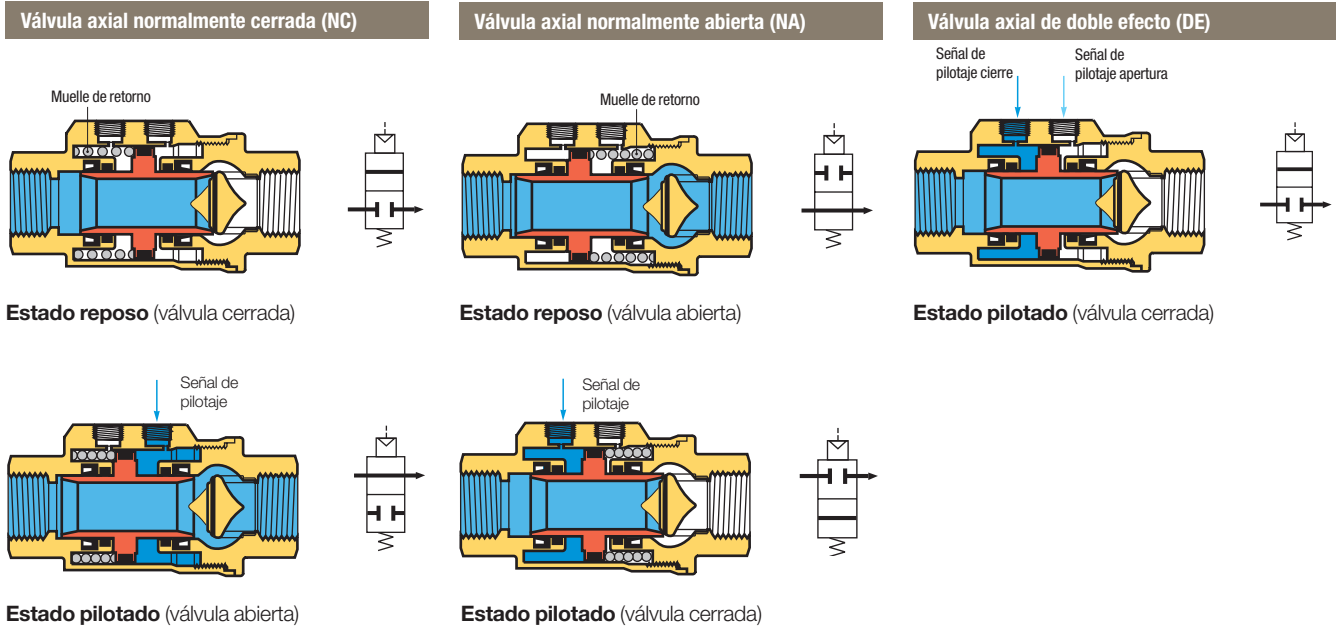 Válvula axial normalmente cerrada (NC)
Válvula axial normalmente abierta (NA)
Válvula axial de doble efecto (DE)
Muelle de retorno
Muelle de retorno
Señal de
pilotaje cierre
Señal de
pilotaje apertura
Estado reposo (válvula cerrada)
Estado reposo (válvula abierta)
Estado pilotado (válvula cerrada)
Señal de
pilotaje
Señal de
pilotaje
Estado pilotado (válvula abierta)
Estado pilotado (válvula cerrada)